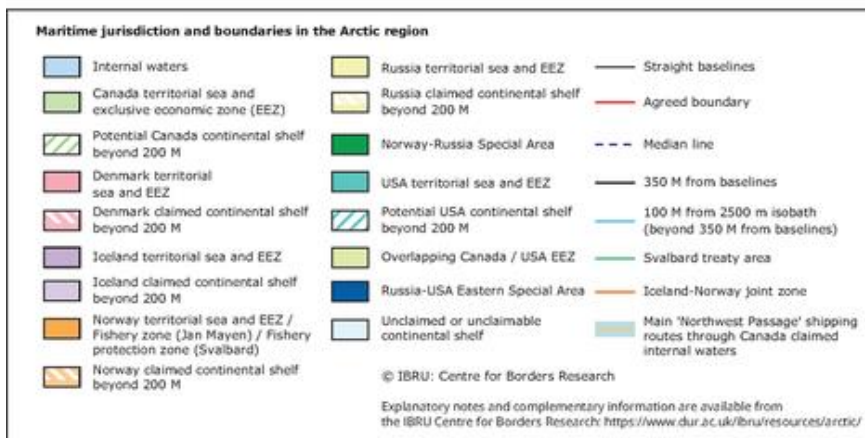 Maritime jurisdiction and boundaries in the Arctic region
Internal waters
Canada territorial sea and
exclusive economic zone (EEZ)
Potential Canada continental shelf
beyond 200 M
Denmark territorial
sea and EEZ
Denmark claimed continental shelf
beyond 200 M
Iceland territorial sea and EEZ
Iceland claimed continental shelf
beyond 200 M
Norway territorial sea and EEZ /
Fishery zone (Jan Mayen) / Fishery
protection zone (Svalbard)
Norway claimed continental shelf
beyond 200 M
Russia territorial sea and EEZ
Russia claimed continental shelf
beyond 200 M
Norway-Russia Special Area
USA territorial sea and EEZ
Potential USA continental shelf
beyond 200 M
Overlapping Canada / USA EEZ
Russia-USA Eastern Special Area
Unclaimed or unclaimable
continental shelf
Straight baselines
Agreed boundary
Median line
350 M from baselines
100 M from 2500 m isobath
(beyond 350 M from baselines)
Svalbard treaty area
Iceland-Norway joint zone
Main 'Northwest Passage' shipping
routes through Canada claimed
internal waters
© IBRU: Centre for Borders Research
Explanatory notes and complementary information are available from
the IBRU Centre for Borders Research: https://www.dur.ac.uk/ibru/resources/arctic/